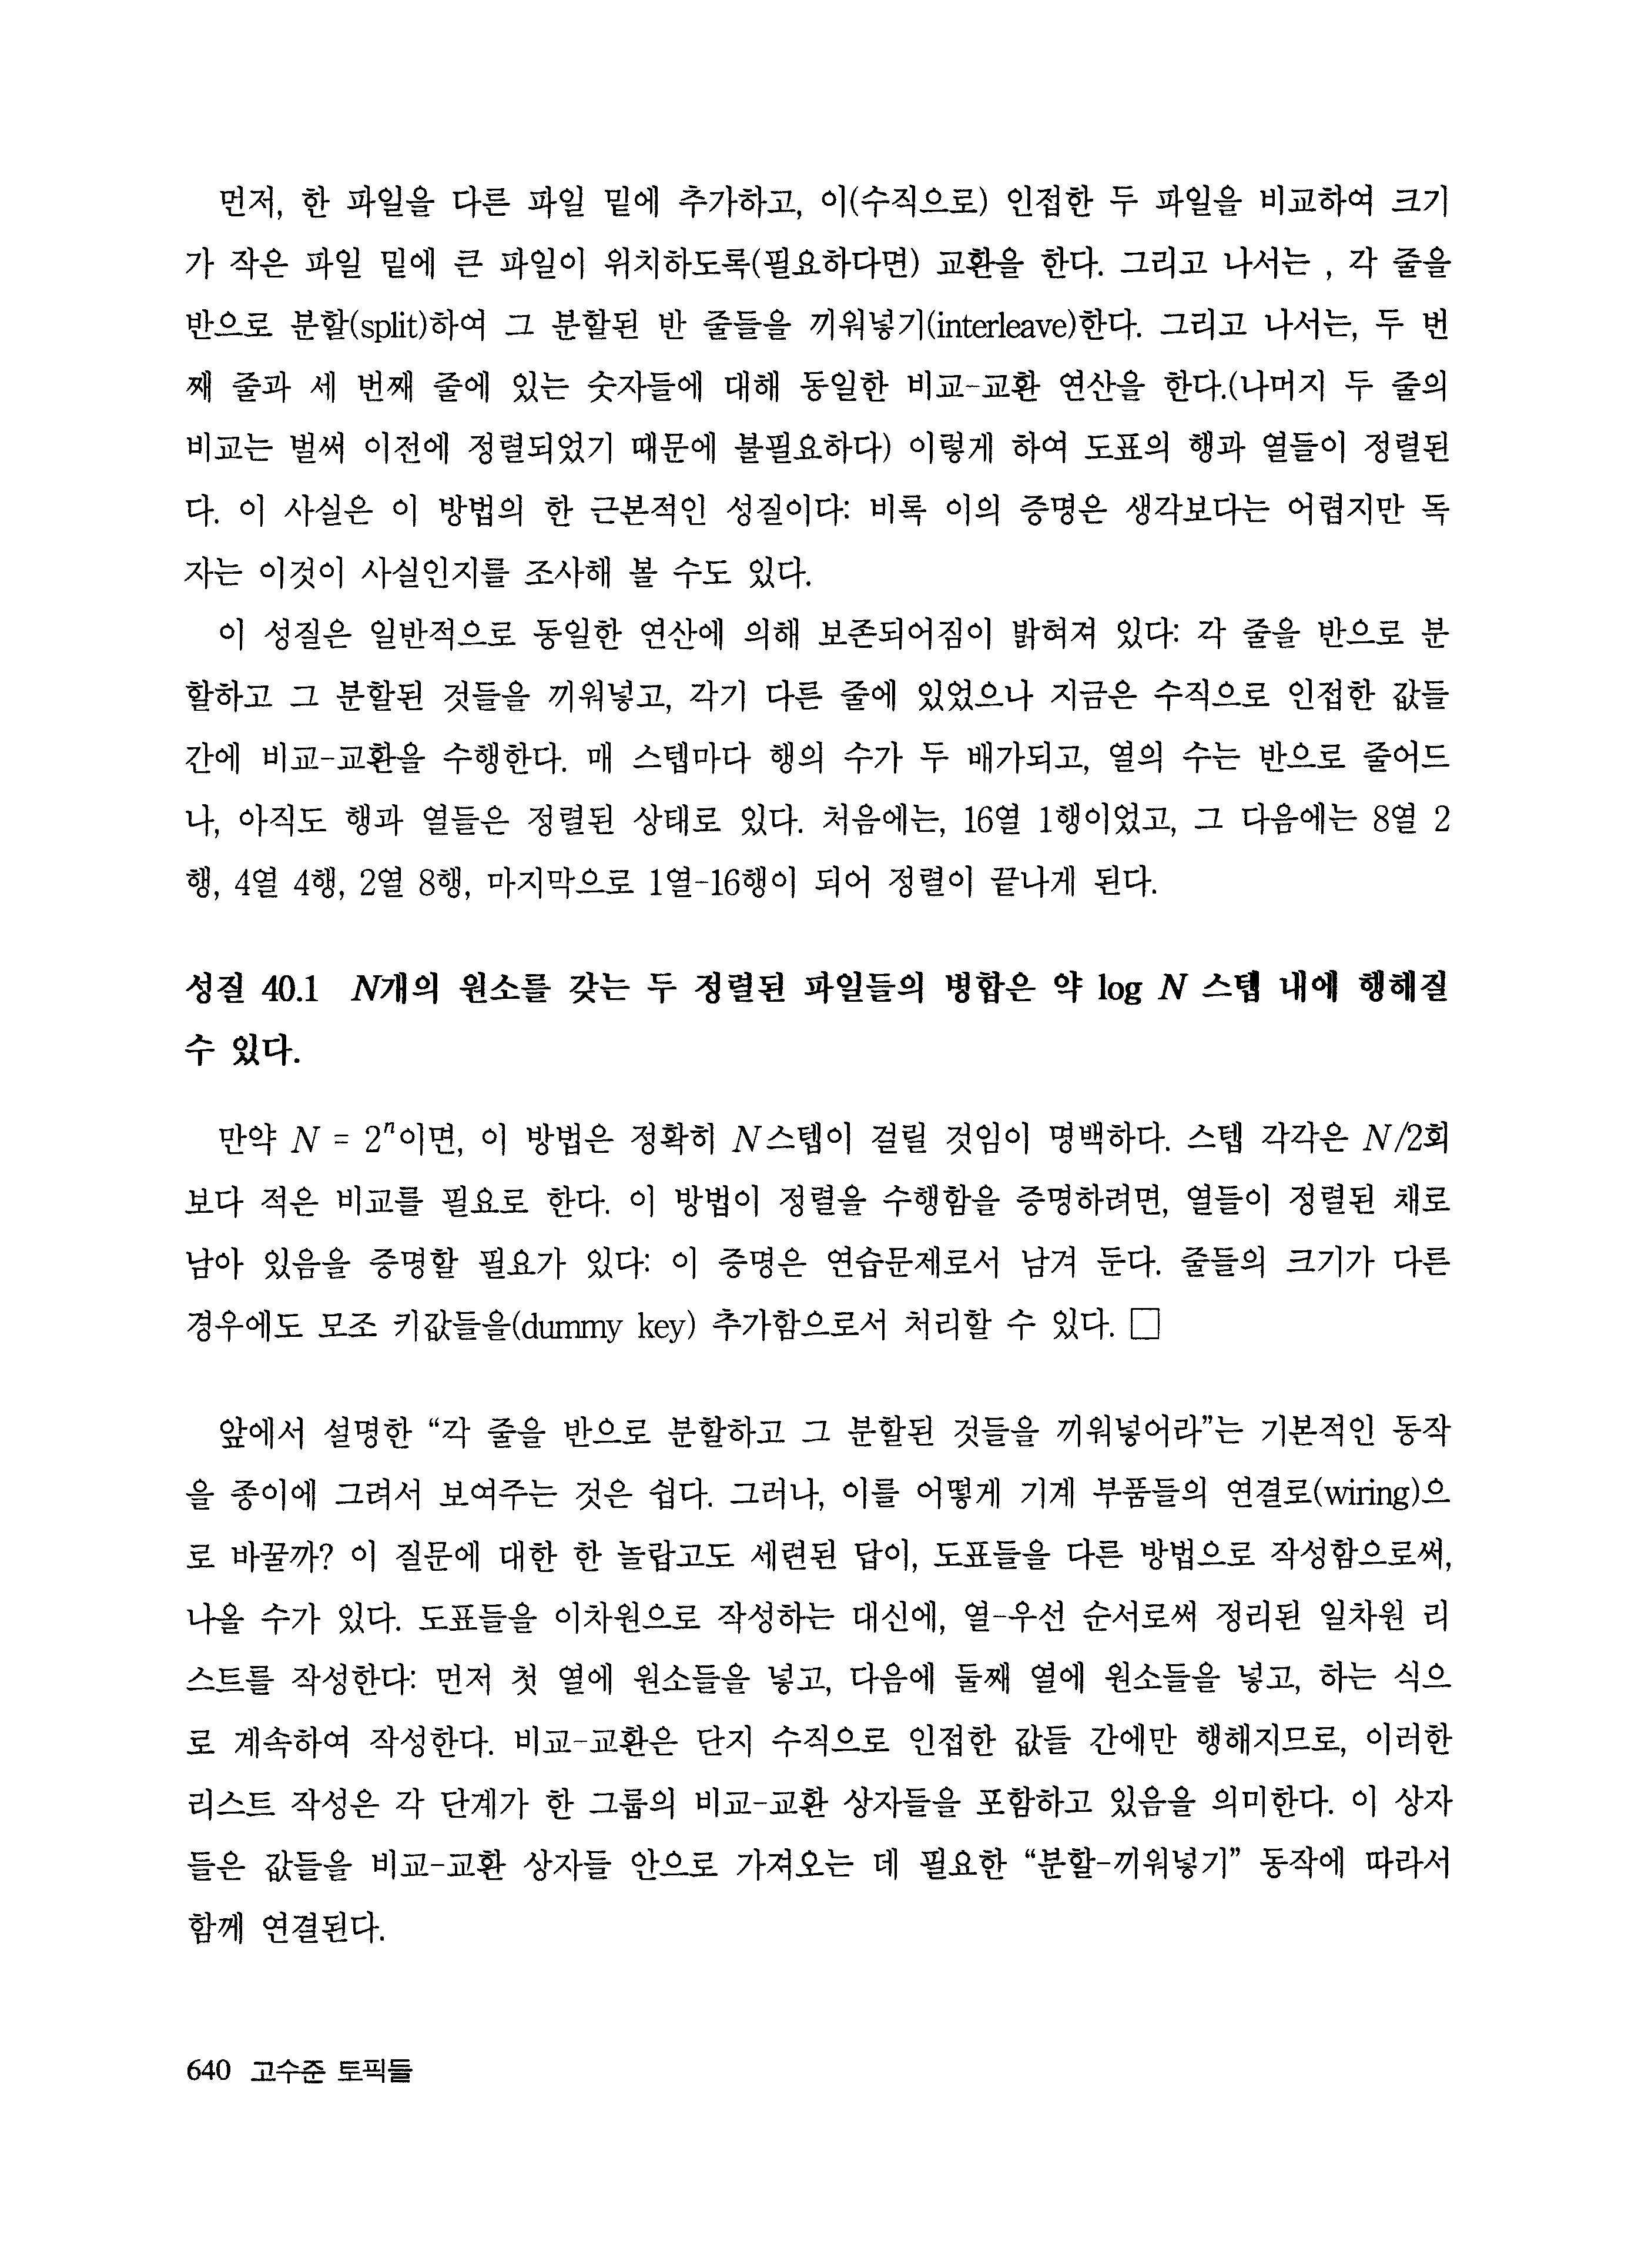 먼저, 한 파일을 다른 파일 밑에 추가하고, 이(수직으로) 인접한 두 파일을 비교하여 크기
가 작은 파일 밑에 큰 파일이 위치하도록(필요하다면) 교환을 한다. 그리고 나서는 , 각 줄을
반으로 분할(split)하여 그 분할된 반 줄들을 끼워넣기(interleave)한다. 그리고 나서는, 두 번
째 줄과 세 번째 줄에 있는 숫자들에 대해 동일한 비교-교환 연산을 한다.(나머지 두 줄의
비교는 벌써 이전에 정렬되었기 때문에 불필요하다) 이렇게 하여 도표의 행과 열들이 정렬된
다. 이 사실은 이 방법의 한 근본적인 성질이다: 비록 이의 증명은 생각보다는 어렵지만 독
자는 이것이 사실인지를 조사해 볼 수도 있다.
이 성질은 일반적으로 동일한 연산에 의해 보존되어짐이 밝혀져 있다: 각 줄을 반으로 분
할하고 그 분할된 것들을 끼워넣고, 각기 다른 줄에 있었으나 지금은 수직으로 인접한 값들
간에 비교-교환을 수행한다. 매 스텝마다 행의 수가 두 배가되고, 열의 수는 반으로 줄어드
나, 아직도 행과 열들은 정렬된 상태로 있다. 처음에는, 16열 1행이었고, 그 다음에는 8열 2
행, 4열 4행, 2열 8행, 마지막으로 1열-16행이 되어 정렬이 끝나게 된다.
성질 40.1 N개의 원소를 갖는 두 정렬된 파일들의 병합은 약 log N 스텝 내에 행해질
수 있다.
만약 N = 2ⁿ이면, 이 방법은 정확히 N스텝이 걸릴 것임이 명백하다. 스텝 각각은 N/2회
보다 적은 비교를 필요로 한다. 이 방법이 정렬을 수행함을 증명하려면, 열들이 정렬된 채로
남아 있음을 증명할 필요가 있다: 이 증명은 연습문제로서 남겨 둔다. 줄들의 크기가 다른
경우에도 모조 키값들을(dummy key) 추가함으로서 처리할 수 있다. □
앞에서 설명한 “각 줄을 반으로 분할하고 그 분할된 것들을 끼워넣어라”는 기본적인 동작
을 종이에 그려서 보여주는 것은 쉽다. 그러나, 이를 어떻게 기계 부품들의 연결로(wiring)으
로 바꿀까? 이 질문에 대한 한 놀랍고도 세련된 답이, 도표들을 다른 방법으로 작성함으로써,
나올 수가 있다. 도표들을 이차원으로 작성하는 대신에, 열-우선 순서로써 정리된 일차원 리
스트를 작성한다: 먼저 첫 열에 원소들을 넣고, 다음에 둘째 열에 원소들을 넣고, 하는 식으
로 계속하여 작성한다. 비교-교환은 단지 수직으로 인접한 값들 간에만 행해지므로, 이러한
리스트 작성은 각 단계가 한 그룹의 비교-교환 상자들을 포함하고 있음을 의미한다. 이 상자
들은 값들을 비교-교환 상자들 안으로 가져오는 데 필요한 “분할-끼워넣기” 동작에 따라서
함께 연결된다.
640 고수준 토픽들